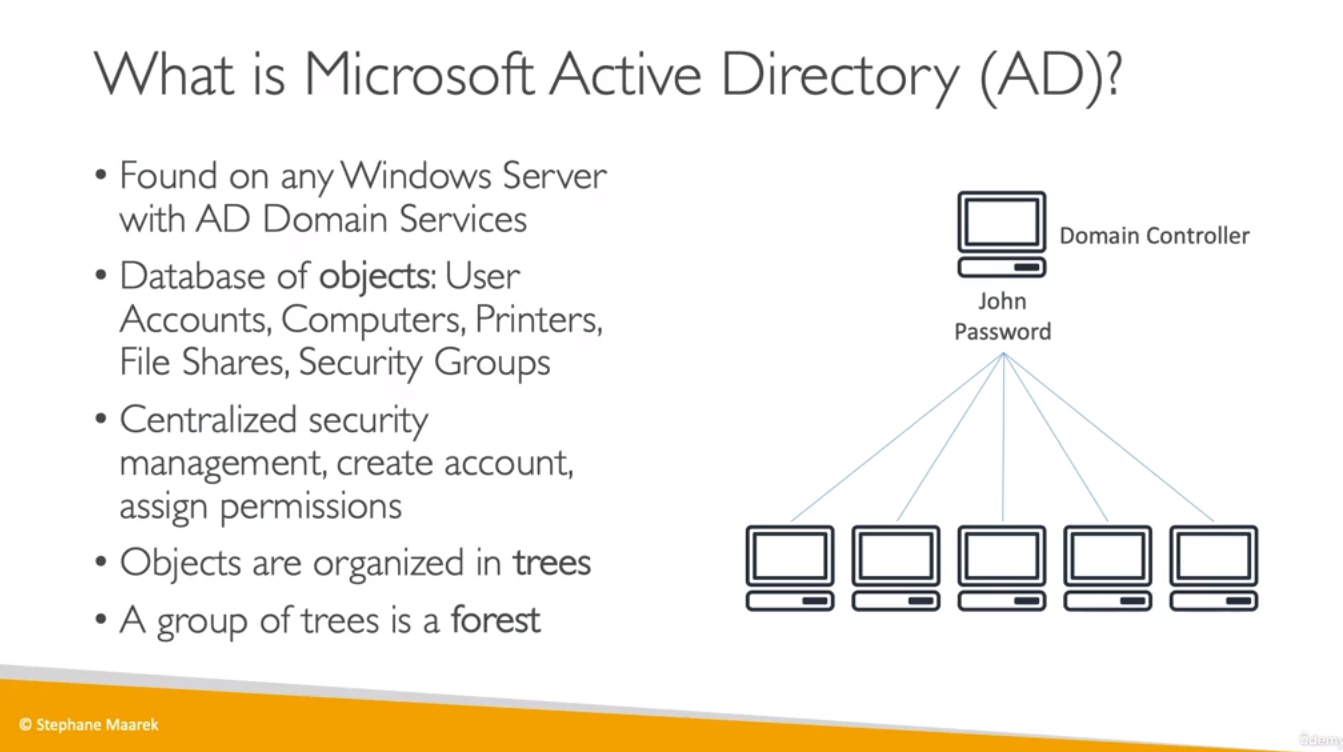 What is Microsoft Active Directory (AD)?
• Found on any Windows Server
with AD Domain Services
• Database of objects: User
Accounts, Computers, Printers,
File Shares, Security Groups
• Centralized security
management, create account,
assign permissions
• Objects are organized in trees
• A group of trees is a forest
Domain Controller
John
Password
© Stephane Maarek
ûdemy